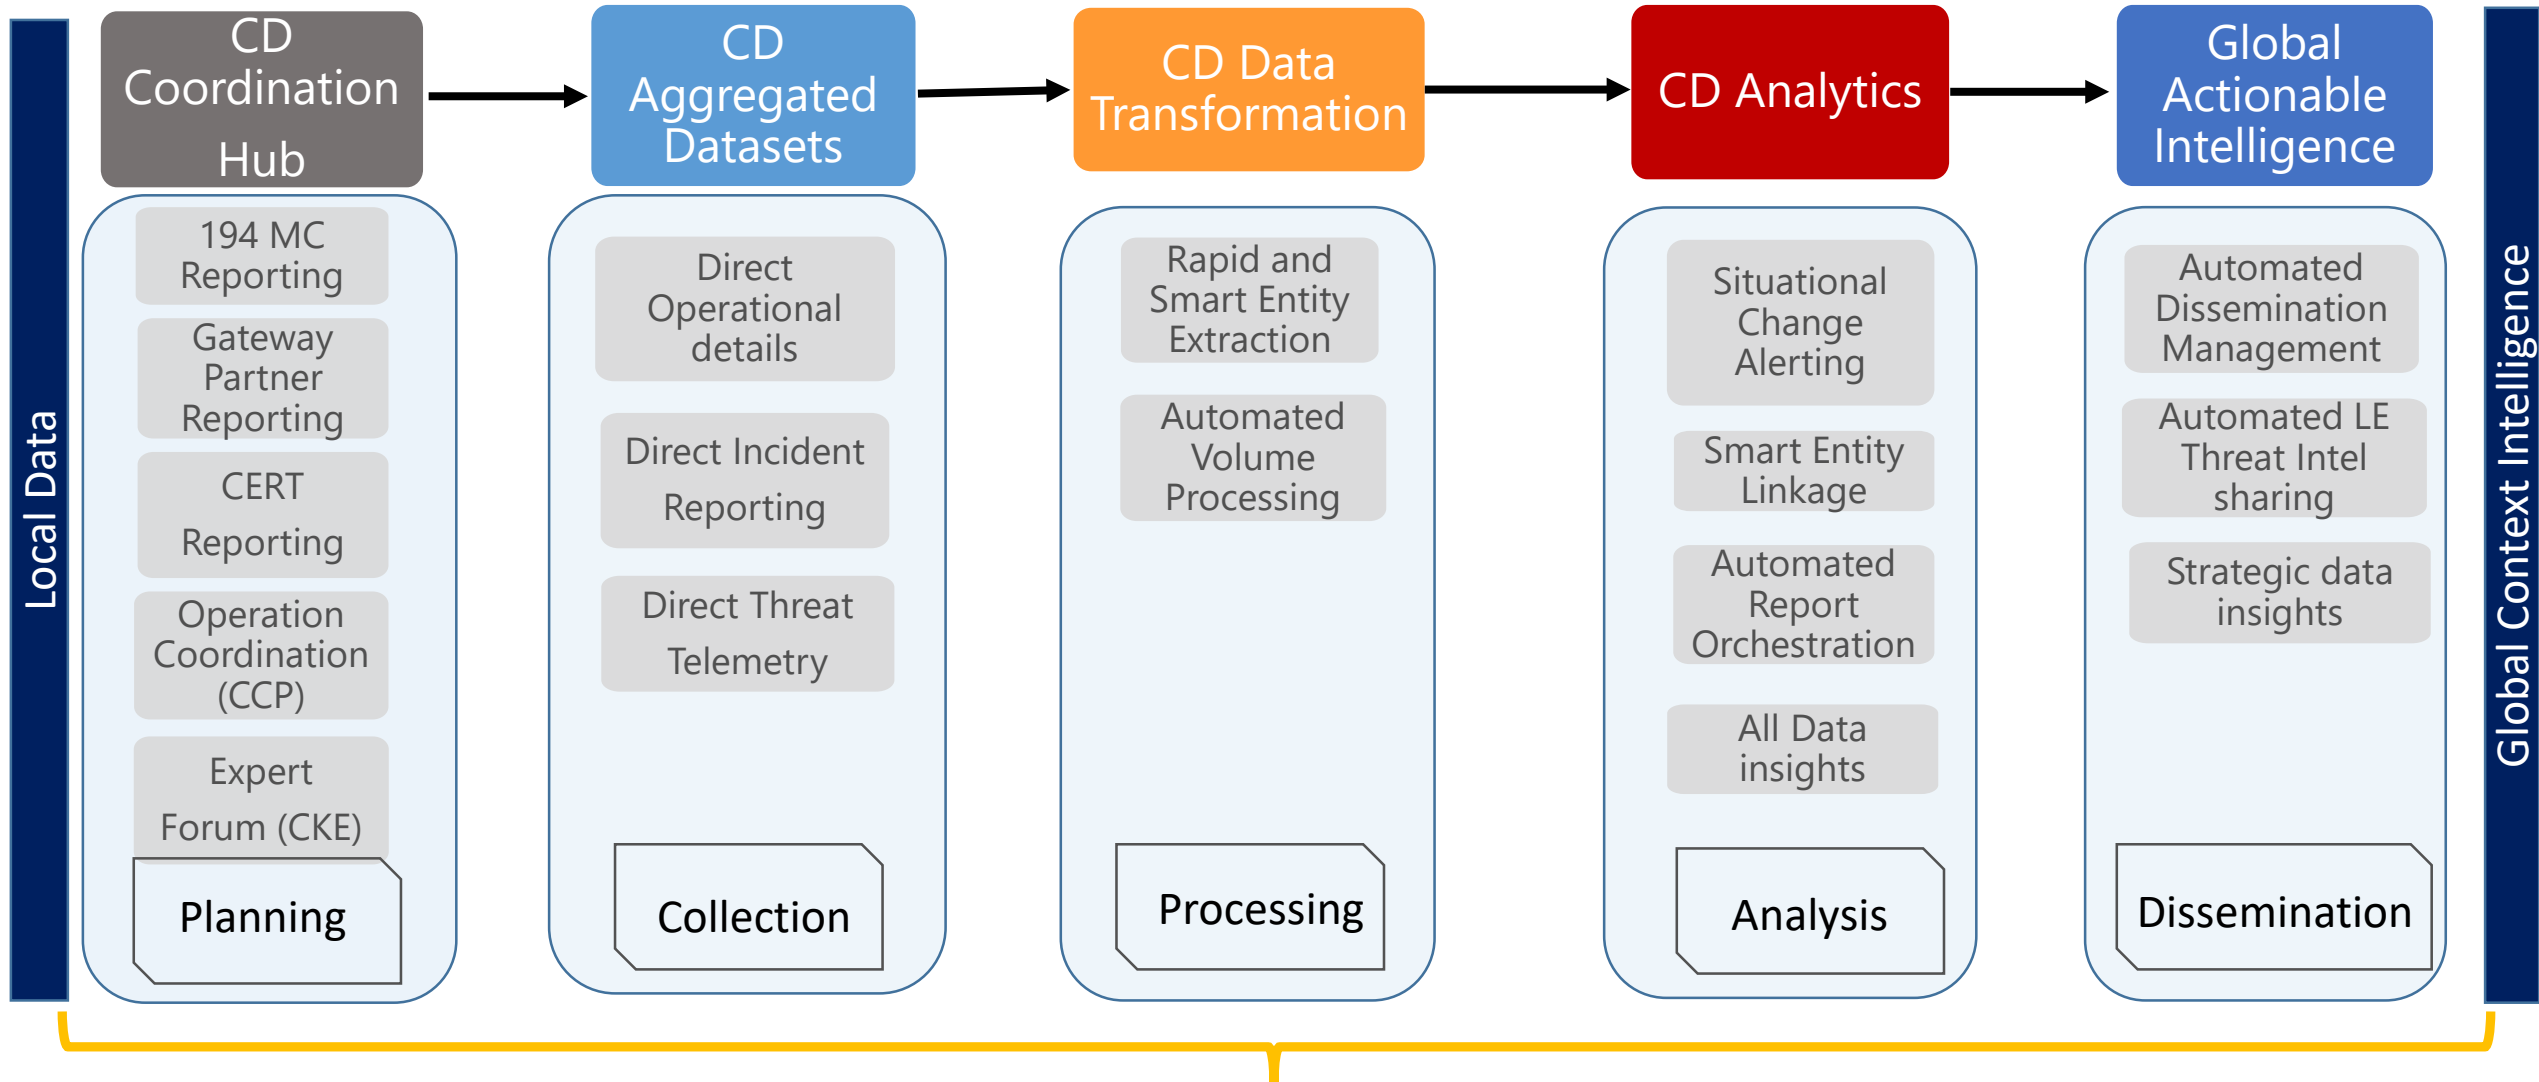 Local Data
CD
Coordination
Hub
194 MC
Reporting
Gateway
Partner
Reporting
CERT
Reporting
Operation
Coordination
(CCP)
Expert
Forum (CKE)
Planning
CD
Aggregated
Datasets
Direct
Operational
details
Direct Incident
Reporting
Direct Threat
Telemetry
Collection
CD Data
Transformation
Rapid and
Smart Entity
Extraction
Automated
Volume
Processing
Processing
CD Analytics
Situational
Change
Alerting
Smart Entity
Linkage
Automated
Report
Orchestration
All Data
insights
Analysis
Global
Actionable
Intelligence
Automated
Dissemination
Management
Automated LE
Threat Intel
sharing
Strategic data
insights
Dissemination
Global Context Intelligence